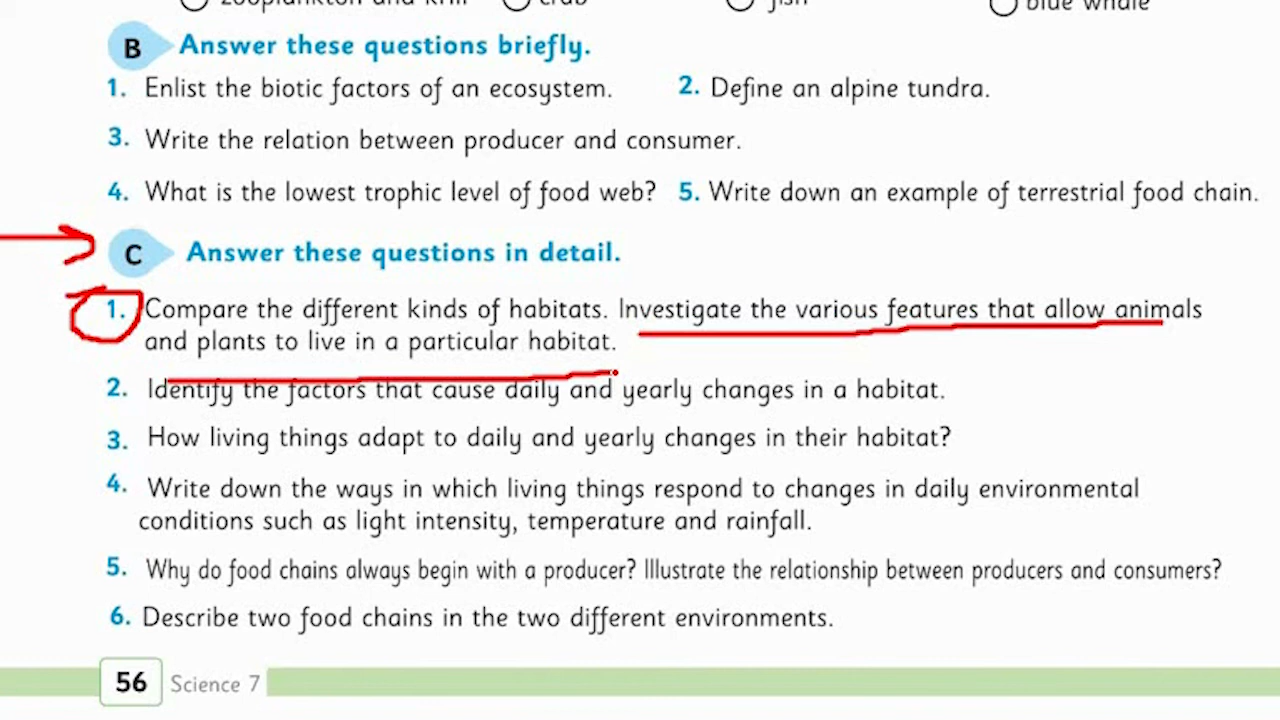 zooplankton and krill crab fish blue whale
B Answer these questions briefly.
1. Enlist the biotic factors of an ecosystem. 2. Define an alpine tundra.
3. Write the relation between producer and consumer.
4. What is the lowest trophic level of food web? 5. Write down an example of terrestrial food chain.
C Answer these questions in detail.
1. Compare the different kinds of habitats. Investigate the various features that allow animals
and plants to live in a particular habitat.
2. Identify the factors that cause daily and yearly changes in a habitat.
3. How living things adapt to daily and yearly changes in their habitat?
4. Write down the ways in which living things respond to changes in daily environmental
conditions such as light intensity, temperature and rainfall.
5. Why do food chains always begin with a producer? Illustrate the relationship between producers and consumers?
6. Describe two food chains in the two different environments.
56 Science 7